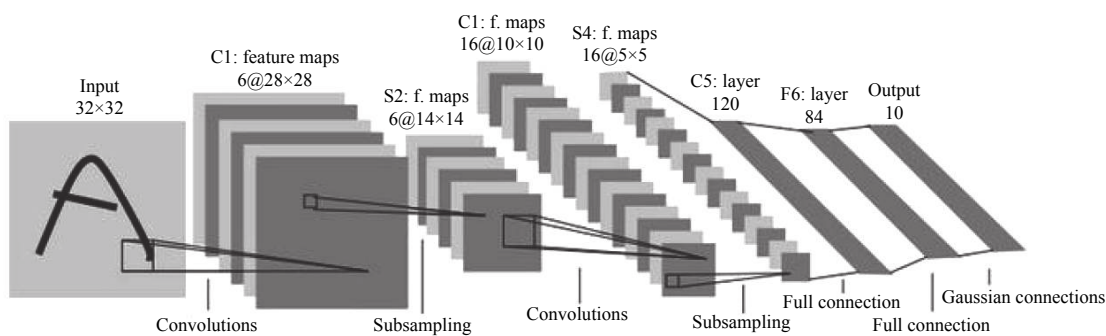 Input
32×32
C1: feature maps
6@28×28
S2: f. maps
6@14×14
C1: f. maps
16@10×10
S4: f. maps
16@5×5
C5: layer
120
F6: layer
84
Output
10
Convolutions
Subsampling
Convolutions
Subsampling
Full connection
Full connection
Gaussian connections